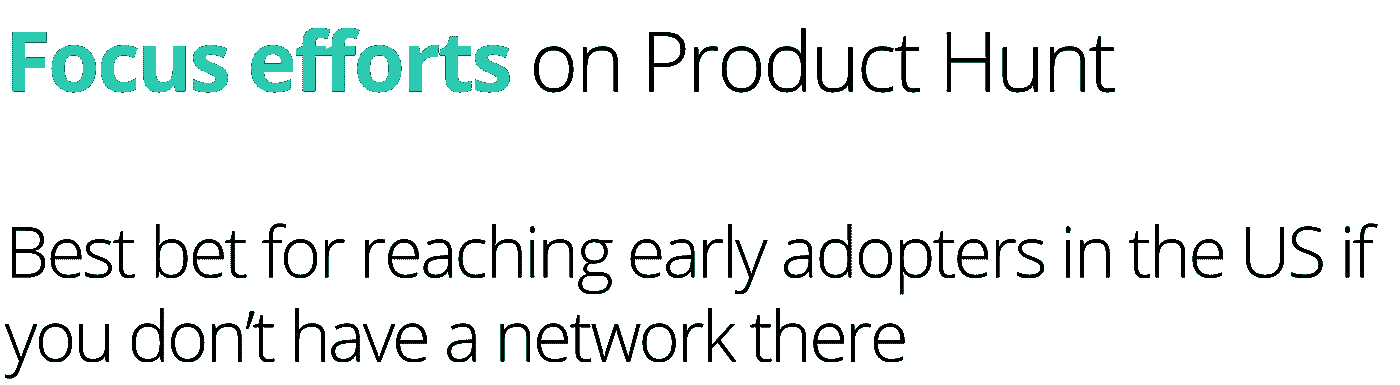 Focus efforts on Product Hunt
Best bet for reaching early adopters in the US if
you don’t have a network there